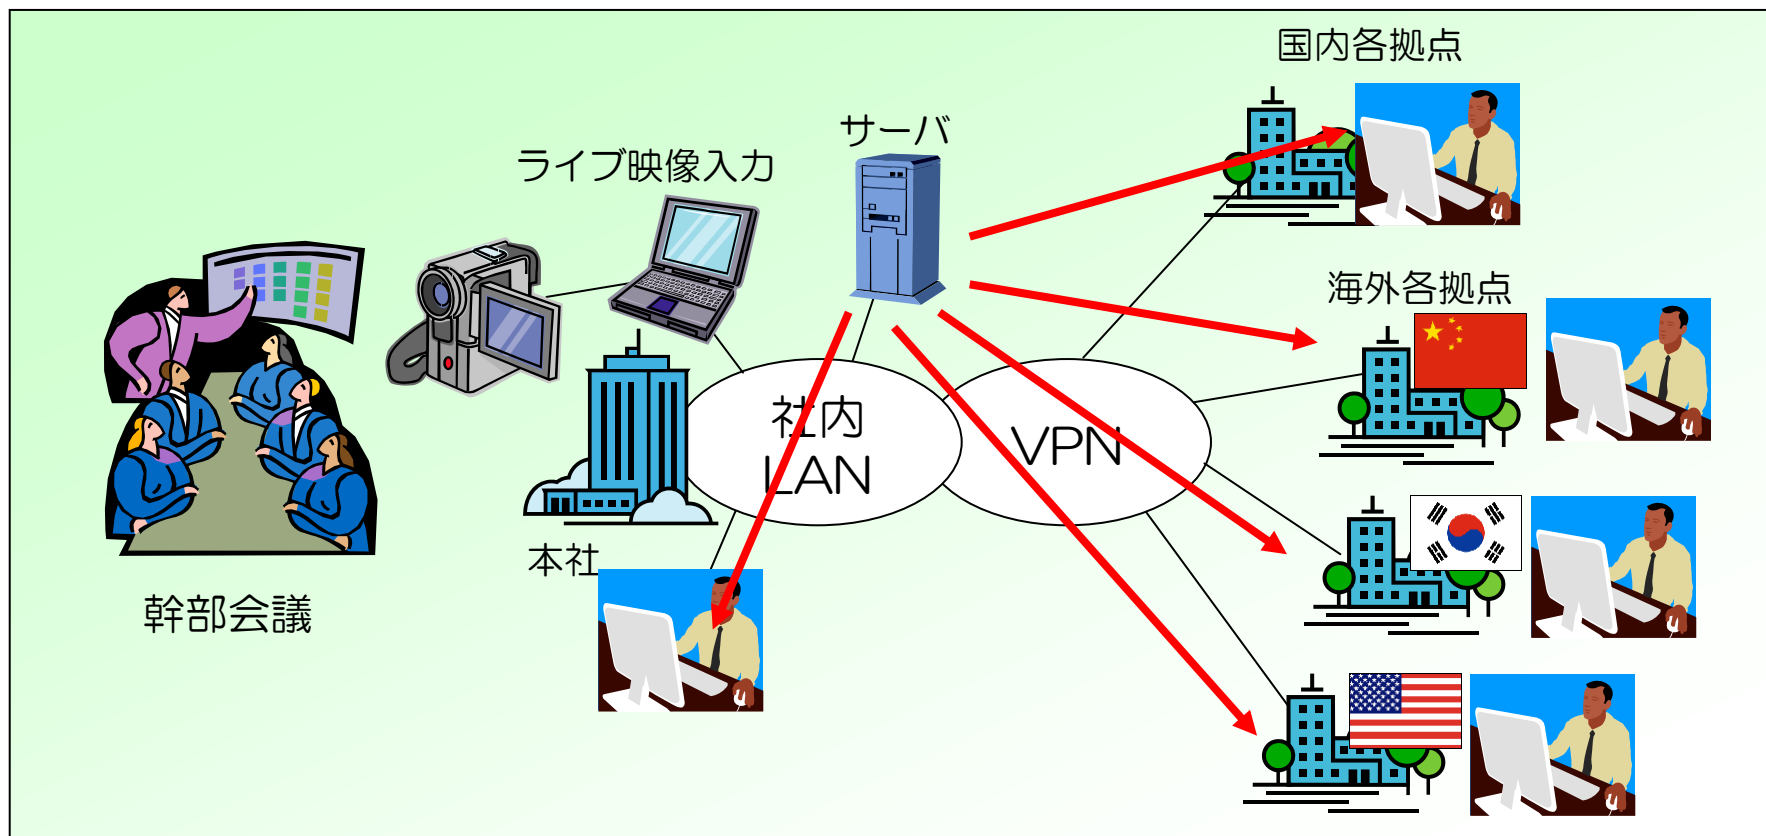 国内各拠点
サーバ
ライブ映像入力
海外各拠点
社内
LAN
VPN
本社
幹部会議